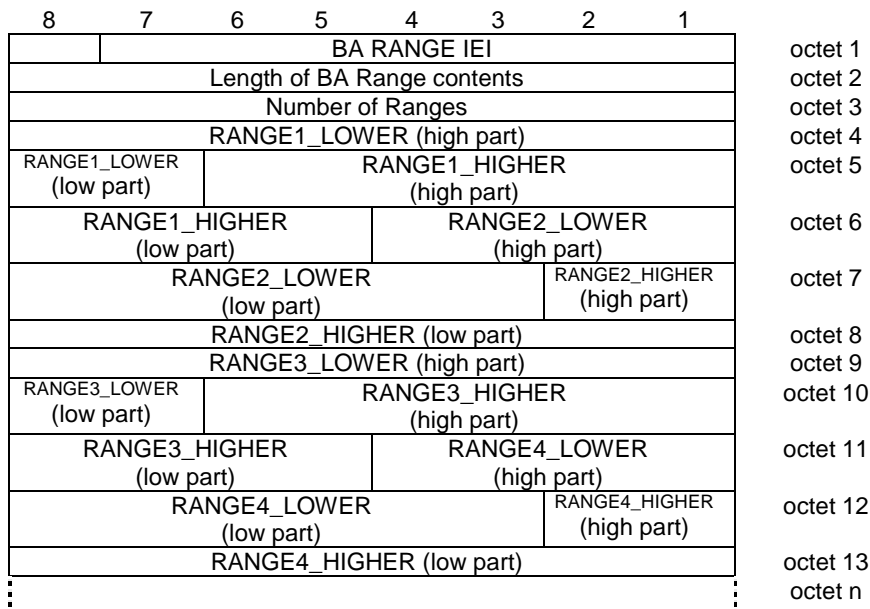 8 7 6 5 4 3 2 1
BA RANGE IEI octet 1
Length of BA Range contents octet 2
Number of Ranges octet 3
RANGE1_LOWER (high part) octet 4
RANGE1_LOWER RANGE1_HIGHER octet 5
(low part) (high part)
RANGE1_HIGHER RANGE2_LOWER octet 6
(low part) (high part)
RANGE2_LOWER RANGE2_HIGHER octet 7
(low part) (high part)
RANGE2_HIGHER (low part) octet 8
RANGE3_LOWER (high part) octet 9
RANGE3_LOWER RANGE3_HIGHER octet 10
(low part) (high part)
RANGE3_HIGHER RANGE4_LOWER octet 11
(low part) (high part)
RANGE4_LOWER RANGE4_HIGHER octet 12
(low part) (high part)
RANGE4_HIGHER (low part) octet 13
octet n